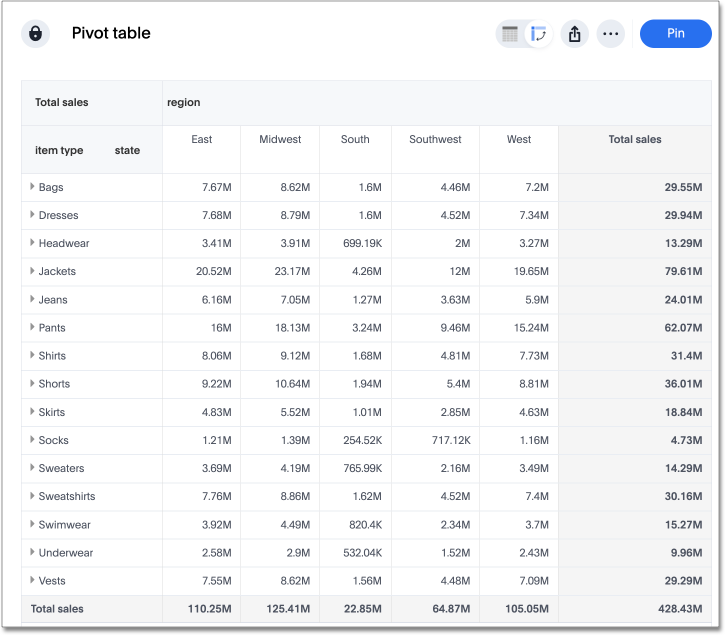 Pivot table Pin
Total sales region
item type state East Midwest South Southwest West Total sales
Bags 7.67M 8.62M 1.6M 4.46M 7.2M 29.55M
Dresses 7.68M 8.79M 1.6M 4.52M 7.34M 29.94M
Headwear 3.41M 3.91M 699.19K 2M 3.27M 13.29M
Jackets 20.52M 23.17M 4.26M 12M 19.65M 79.61M
Jeans 6.16M 7.05M 1.27M 3.63M 5.9M 24.01M
Pants 16M 18.13M 3.24M 9.46M 15.24M 62.07M
Shirts 8.06M 9.12M 1.68M 4.81M 7.73M 31.4M
Shorts 9.22M 10.64M 1.94M 5.4M 8.81M 36.01M
Skirts 4.83M 5.52M 1.01M 2.85M 4.63M 18.84M
Socks 1.21M 1.39M 254.52K 717.12K 1.16M 4.73M
Sweaters 3.69M 4.19M 765.99K 2.16M 3.49M 14.29M
Sweatshirts 7.76M 8.86M 1.62M 4.52M 7.4M 30.16M
Swimwear 3.92M 4.49M 820.4K 2.34M 3.7M 15.27M
Underwear 2.58M 2.9M 532.04K 1.52M 2.43M 9.96M
Vests 7.55M 8.62M 1.56M 4.48M 7.09M 29.29M
Total sales 110.25M 125.41M 22.85M 64.87M 105.05M 428.43M